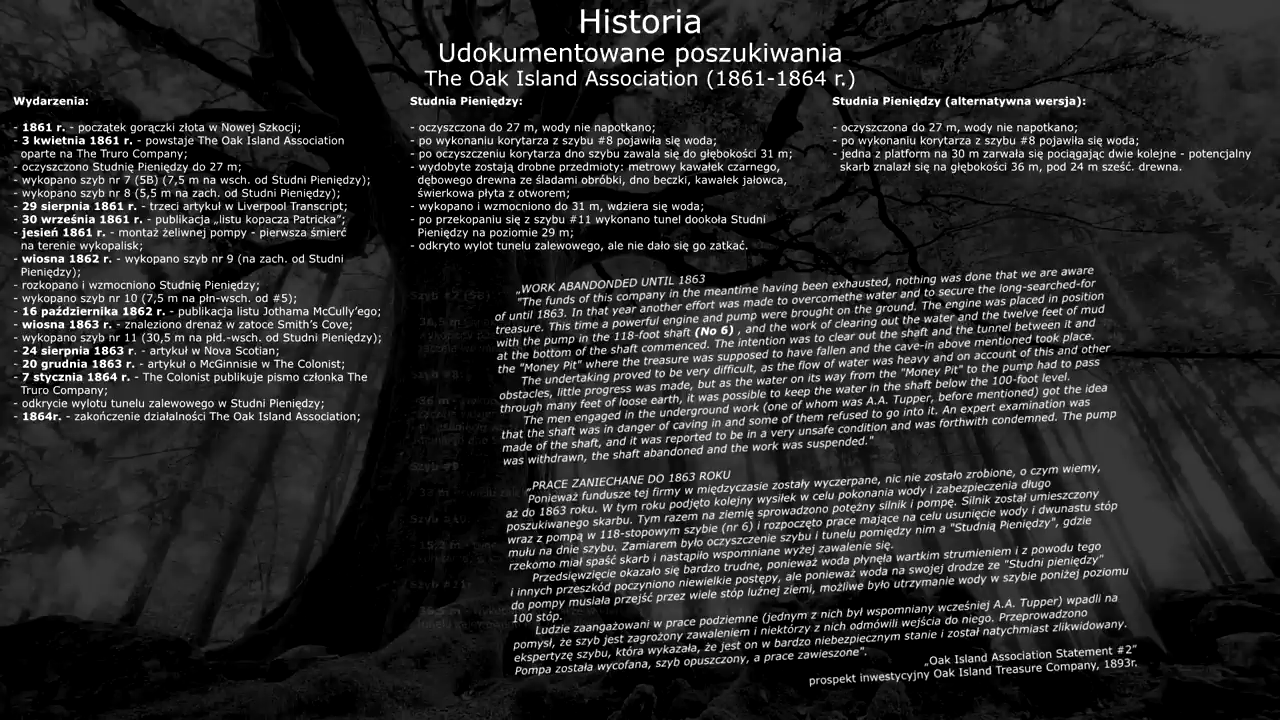 Historia
Udokumentowane poszukiwania
The Oak Island Association (1861-1864 r.)
Wydarzenia:
- 1861 r. - początek gorączki złota w Nowej Szkocji;
- 3 kwietnia 1861 r. - powstaje The Oak Island Association
oparte na The Truro Company;
- oczyszczono Studnię Pieniędzy do 27 m;
- wykopano szyb nr 7 (5B) (7,5 m na wsch. od Studni Pieniędzy);
- wykopano szyb nr 8 (5,5 m na zach. od Studni Pieniędzy);
- 29 sierpnia 1861 r. - trzeci artykuł w Liverpool Transcript;
- 30 września 1861 r. - publikacja „listu kopacza Patricka”;
- jesień 1861 r. - montaż żeliwnej pompy - pierwsza śmierć
na terenie wykopalisk;
- wiosna 1862 r. - wykopano szyb nr 9 (na zach. od Studni
Pieniędzy);
- rozkopano i wzmocniono Studnię Pieniędzy;
- wykopano szyb nr 10 (7,5 m na płn-wsch. od #5);
- 16 października 1862 r. - publikacja listu Jothama McCully’ego;
- wiosna 1863 r. - znaleziono drenaż w zatoce Smith’s Cove;
- wykopano szyb nr 11 (30,5 m na płd.-wsch. od Studni Pieniędzy);
- 24 sierpnia 1863 r. - artykuł w Nova Scotian;
- 20 grudnia 1863 r. - artykuł o McGinnisie w The Colonist;
- 7 stycznia 1864 r. - The Colonist publikuje pismo członka The
Truro Company;
- odkrycie wylotu tunelu zalewowego w Studni Pieniędzy;
- 1864r. - zakończenie działalności The Oak Island Association;
Studnia Pieniędzy:
- oczyszczona do 27 m, wody nie napotkano;
- po wykonaniu korytarza z szybu #8 pojawiła się woda;
- po oczyszczeniu korytarza dno szybu zawala się do głębokości 31 m;
- wydobyte zostają drobne przedmioty: metrowy kawałek czarnego,
dębowego drewna ze śladami obróbki, dno beczki, kawałek jałowca,
świerkowa płyta z otworem;
- wykopano i wzmocniono do 31 m, wdziera się woda;
- po przekopaniu się z szybu #11 wykonano tunel dookoła Studni
Pieniędzy na poziomie 29 m;
- odkryto wylot tunelu zalewowego, ale nie dało się go zatkać.
Studnia Pieniędzy (alternatywna wersja):
- oczyszczona do 27 m, wody nie napotkano;
- po wykonaniu korytarza z szybu #8 pojawiła się woda;
- jedna z platform na 30 m zarwała się pociągając dwie kolejne - potencjalny
skarb znalazł się na głębokości 36 m, pod 24 m sześć. drewna.
„WORK ABANDONDED UNTIL 1863
"The funds of this company in the meantime having been exhausted, nothing was done that we are aware
of until 1863. In that year another effort was made to overcomethe water and to secure the long-searched-for
treasure. This time a powerful engine and pump were brought on the ground. The engine was placed in position
with the pump in the 118-foot shaft (No 6) , and the work of clearing out the water and the twelve feet of mud
at the bottom of the shaft commenced. The intention was to clear out the shaft and the tunnel between it and
the "Money Pit" where the treasure was supposed to have fallen and the cave-in above mentioned took place.
The undertaking proved to be very difficult, as the flow of water was heavy and on account of this and other
obstacles, little progress was made, but as the water on its way from the "Money Pit" to the pump had to pass
through many feet of loose earth, it was possible to keep the water in the shaft below the 100-foot level.
The men engaged in the underground work (one of whom was A.A. Tupper, before mentioned) got the idea
that the shaft was in danger of caving in and some of them refused to go into it. An expert examination was
made of the shaft, and it was reported to be in a very unsafe condition and was forthwith condemned. The pump
was withdrawn, the shaft abandoned and the work was suspended."
„PRACE ZANIECHANE DO 1863 ROKU
Ponieważ fundusze tej firmy w międzyczasie zostały wyczerpane, nic nie zostało zrobione, o czym wiemy,
aż do 1863 roku. W tym roku podjęto kolejny wysiłek w celu pokonania wody i zabezpieczenia długo
poszukiwanego skarbu. Tym razem na ziemię sprowadzono potężny silnik i pompę. Silnik został umieszczony
wraz z pompą w 118-stopowym szybie (nr 6) i rozpoczęto prace mające na celu usunięcie wody i dwunastu stóp
mułu na dnie szybu. Zamiarem było oczyszczenie szybu i tunelu pomiędzy nim a "Studnią Pieniędzy", gdzie
rzekomo miał spaść skarb i nastąpiło wspomniane wyżej zawalenie się.
Przedsięwzięcie okazało się bardzo trudne, ponieważ woda płynęła wartkim strumieniem i z powodu tego
i innych przeszkód poczyniono niewielkie postępy, ale ponieważ woda na swojej drodze ze "Studni pieniędzy"
do pompy musiała przejść przez wiele stóp luźnej ziemi, możliwe było utrzymanie wody w szybie poniżej poziomu
100 stóp.
Ludzie zaangażowani w prace podziemne (jednym z nich był wspomniany wcześniej A.A. Tupper) wpadli na
pomysł, że szyb jest zagrożony zawaleniem i niektórzy z nich odmówili wejścia do niego. Przeprowadzono
ekspertyzę szybu, która wykazała, że jest on w bardzo niebezpiecznym stanie i został natychmiast zlikwidowany.
Pompa została wycofana, szyb opuszczony, a prace zawieszone".
„Oak Island Association Statement #2”
prospekt inwestycyjny Oak Island Treasure Company, 1893r.